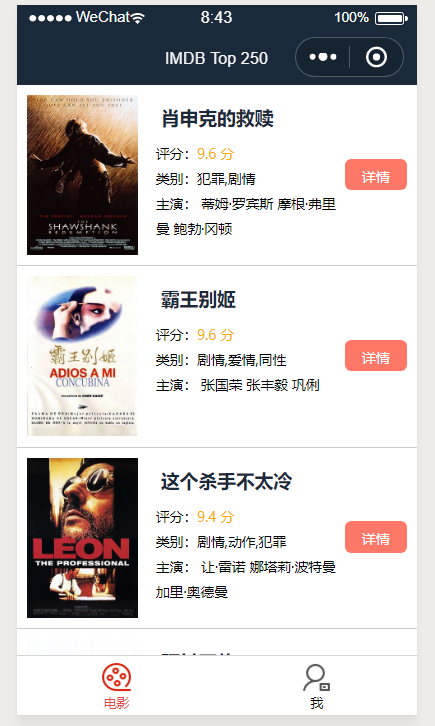 WeChat 8:43 100%
IMDB Top 250
肖申克的救赎
评分：9.6 分
类别：犯罪,剧情
主演： 蒂姆·罗宾斯 摩根·弗里
曼 鲍勃·冈顿
详情
THE
SHAWSHANK
REDEMPTION
霸王别姬
评分：9.6 分
类别：剧情,爱情,同性
主演： 张国荣 张丰毅 巩俐
详情
霸王别姬
ADIOS A MI
CONCUBINA
这个杀手不太冷
评分：9.4 分
类别：剧情,动作,犯罪
主演： 让·雷诺 娜塔莉·波特曼
加里·奥德曼
详情
LEON
THE PROFESSIONAL
电影
我